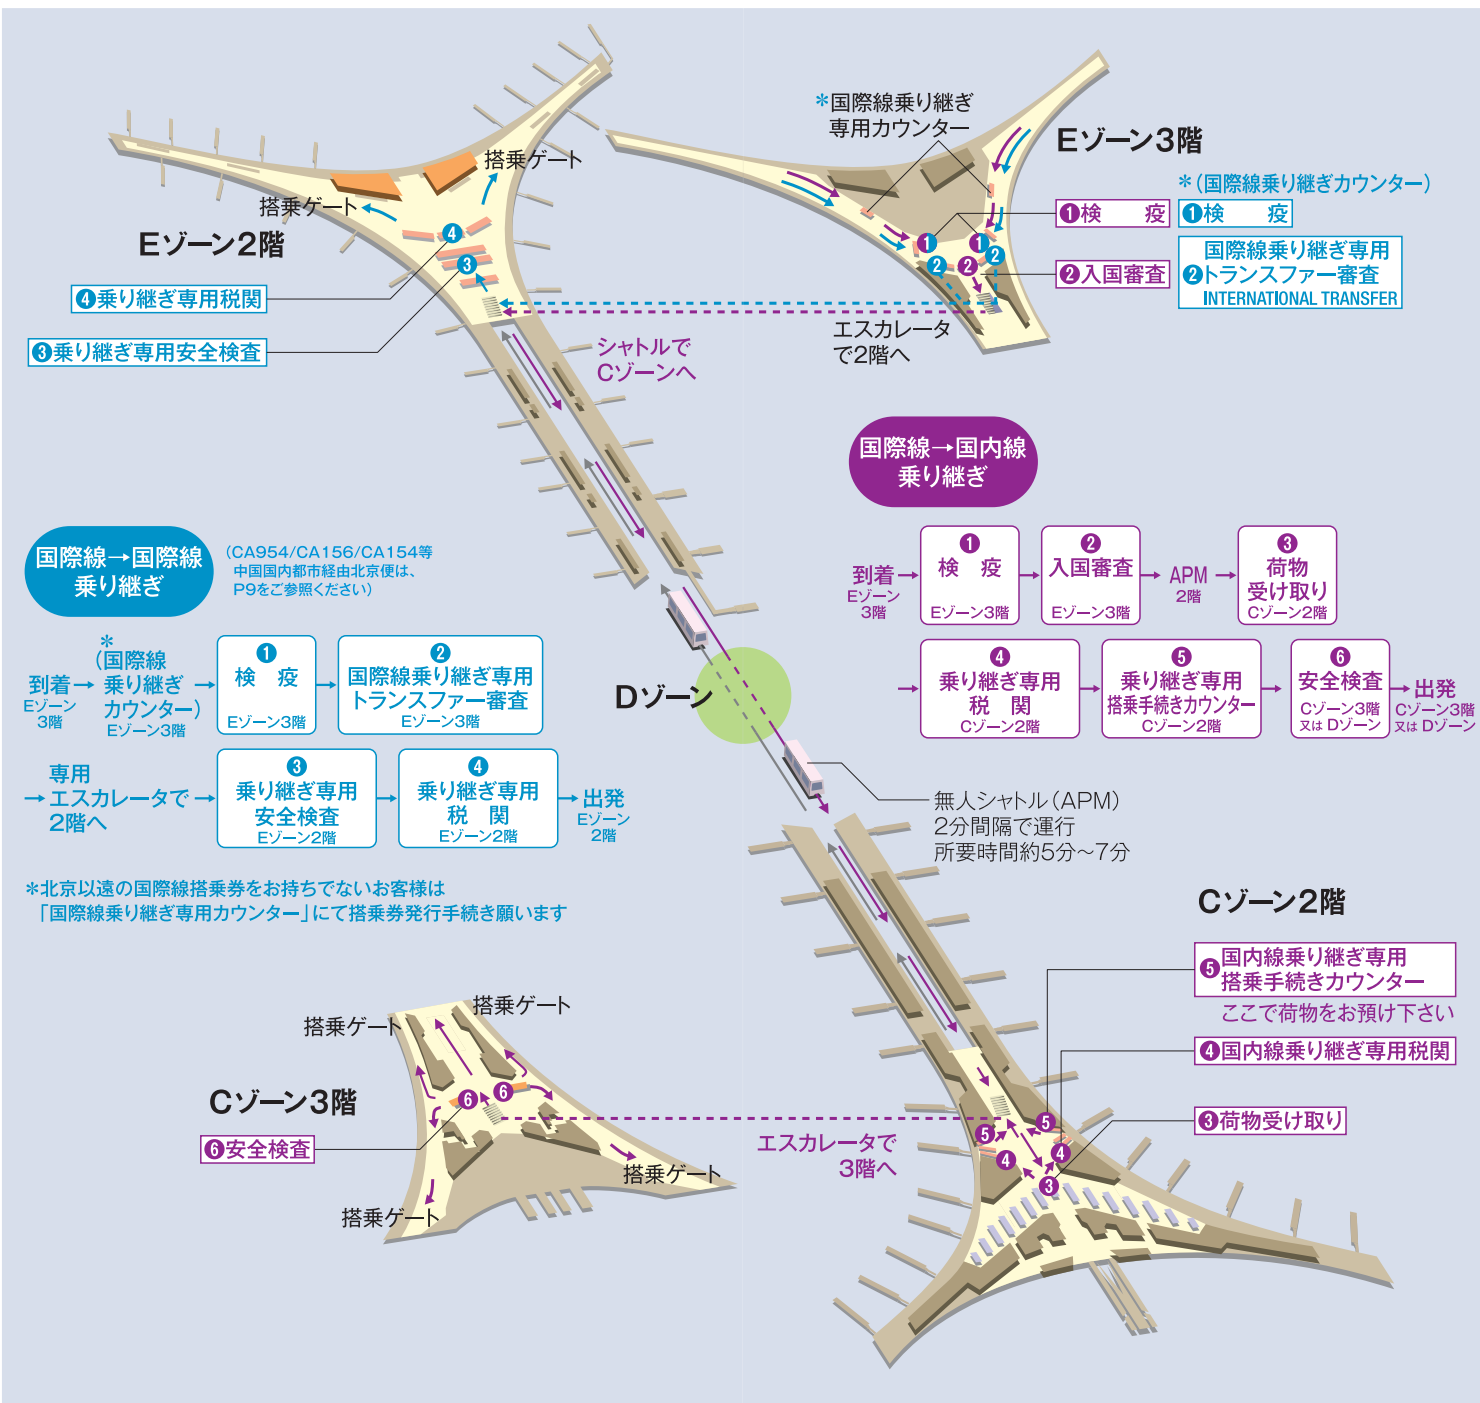 搭乗ゲート
搭乗ゲート
Eゾーン2階
4
3
❹乗り継ぎ専用税関
❸乗り継ぎ専用安全検査
シャトルで
Cゾーンへ
*国際線乗り継ぎ
専用カウンター
Eゾーン3階
*(国際線乗り継ぎカウンター)
❶検　疫
❶検　疫
❷入国審査
国際線乗り継ぎ専用
❷トランスファー審査
INTERNATIONAL TRANSFER
1
1
2
2
2
エスカレータ
で2階へ
国際線→国内線
乗り継ぎ
到着
Eゾーン
3階
❶
検　疫
Eゾーン3階
❷
入国審査
Eゾーン3階
APM
2階
❸
荷物
受け取り
Cゾーン2階
❹
乗り継ぎ専用
税　関
Cゾーン2階
❺
乗り継ぎ専用
搭乗手続きカウンター
Cゾーン2階
❻
安全検査
Cゾーン3階
又は Dゾーン
出発
Cゾーン3階
又は Dゾーン
国際線→国際線
乗り継ぎ
(CA954/CA156/CA154等
中国国内都市経由北京便は、
P9をご参照ください)
到着
Eゾーン
3階
*
(国際線
乗り継ぎ
カウンター)
Eゾーン3階
❶
検　疫
Eゾーン3階
❷
国際線乗り継ぎ専用
トランスファー審査
Eゾーン3階
専用
エスカレータで
2階へ
❸
乗り継ぎ専用
安全検査
Eゾーン2階
❹
乗り継ぎ専用
税　関
Eゾーン2階
出発
Eゾーン
2階
*北京以遠の国際線搭乗券をお持ちでないお客様は
「国際線乗り継ぎ専用カウンター」にて搭乗券発行手続き願います
Dゾーン
無人シャトル(APM)
2分間隔で運行
所要時間約5分〜7分
Cゾーン2階
❺国内線乗り継ぎ専用
搭乗手続きカウンター
ここで荷物をお預け下さい
❹国内線乗り継ぎ専用税関
❸荷物受け取り
5
5
4
4
3
エスカレータで
3階へ
搭乗ゲート
搭乗ゲート
Cゾーン3階
6
6
❻安全検査
搭乗ゲート
搭乗ゲート